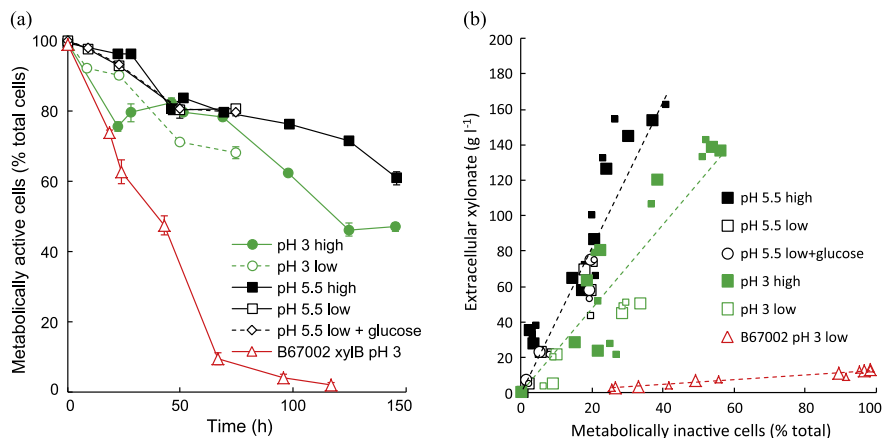 (a)
Metabolically active cells (% total cells)
100
80
60
40
20
0
0
50
100
150
Time (h)
pH 3 high
pH 3 low
pH 5.5 high
pH 5.5 low
pH 5.5 low + glucose
B67002 xylB pH 3
(b)
Extracellular xylonate (g l⁻¹)
180
160
140
120
100
80
60
40
20
0
0
20
40
60
80
100
Metabolically inactive cells (% total)
pH 5.5 high
pH 5.5 low
pH 5.5 low+glucose
pH 3 high
pH 3 low
B67002 pH 3 low